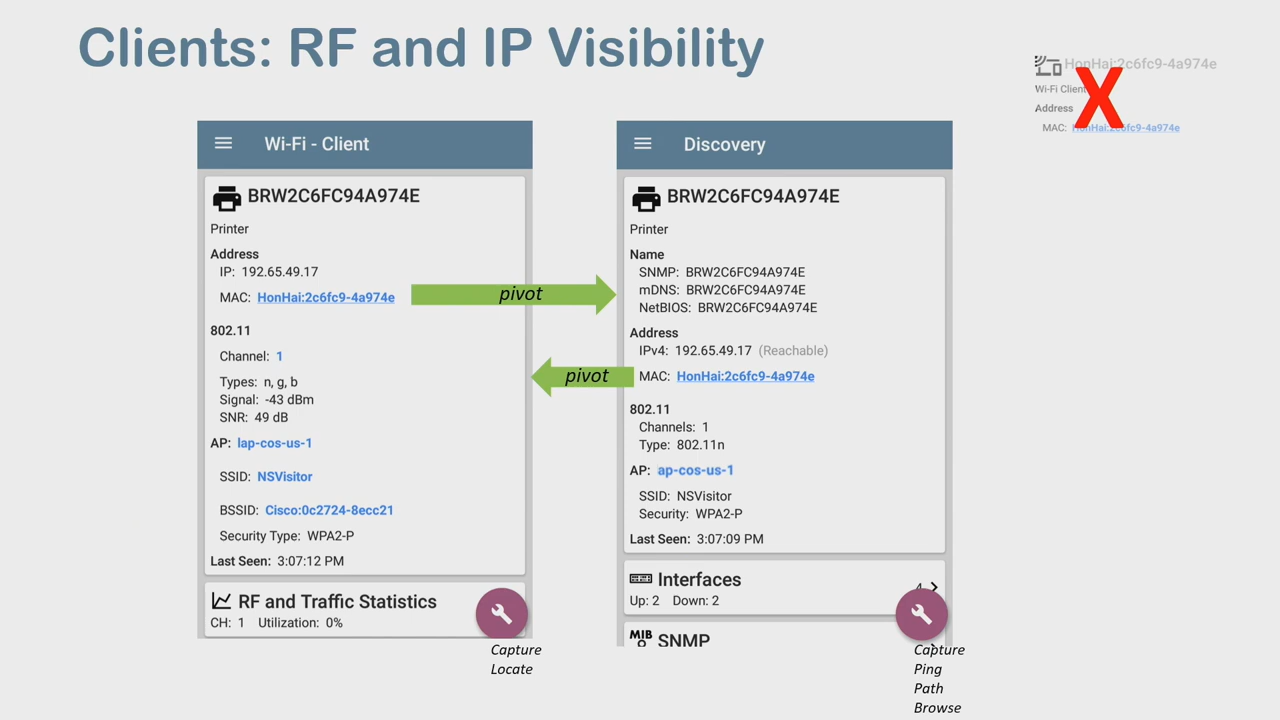 Clients: RF and IP Visibility
HonHai:2c6fc9-4a974e
Wi-Fi Client
Address
MAC: HonHai:2c6fc9-4a974e
X
Wi-Fi - Client
BRW2C6FC94A974E
Printer
Address
IP: 192.65.49.17
MAC: HonHai:2c6fc9-4a974e
802.11
Channel: 1
Types: n, g, b
Signal: -43 dBm
SNR: 49 dB
AP: lap-cos-us-1
SSID: NSVisitor
BSSID: Cisco:0c2724-8ecc21
Security Type: WPA2-P
Last Seen: 3:07:12 PM
RF and Traffic Statistics
CH: 1 Utilization: 0%
Capture
Locate
pivot
pivot
Discovery
BRW2C6FC94A974E
Printer
Name
SNMP: BRW2C6FC94A974E
mDNS: BRW2C6FC94A974E
NetBIOS: BRW2C6FC94A974E
Address
IPv4: 192.65.49.17 (Reachable)
MAC: HonHai:2c6fc9-4a974e
802.11
Channels: 1
Type: 802.11n
AP: ap-cos-us-1
SSID: NSVisitor
Security: WPA2-P
Last Seen: 3:07:09 PM
Interfaces
4
Up: 2 Down: 2
MIB
SNMP
Capture
Ping
Path
Browse